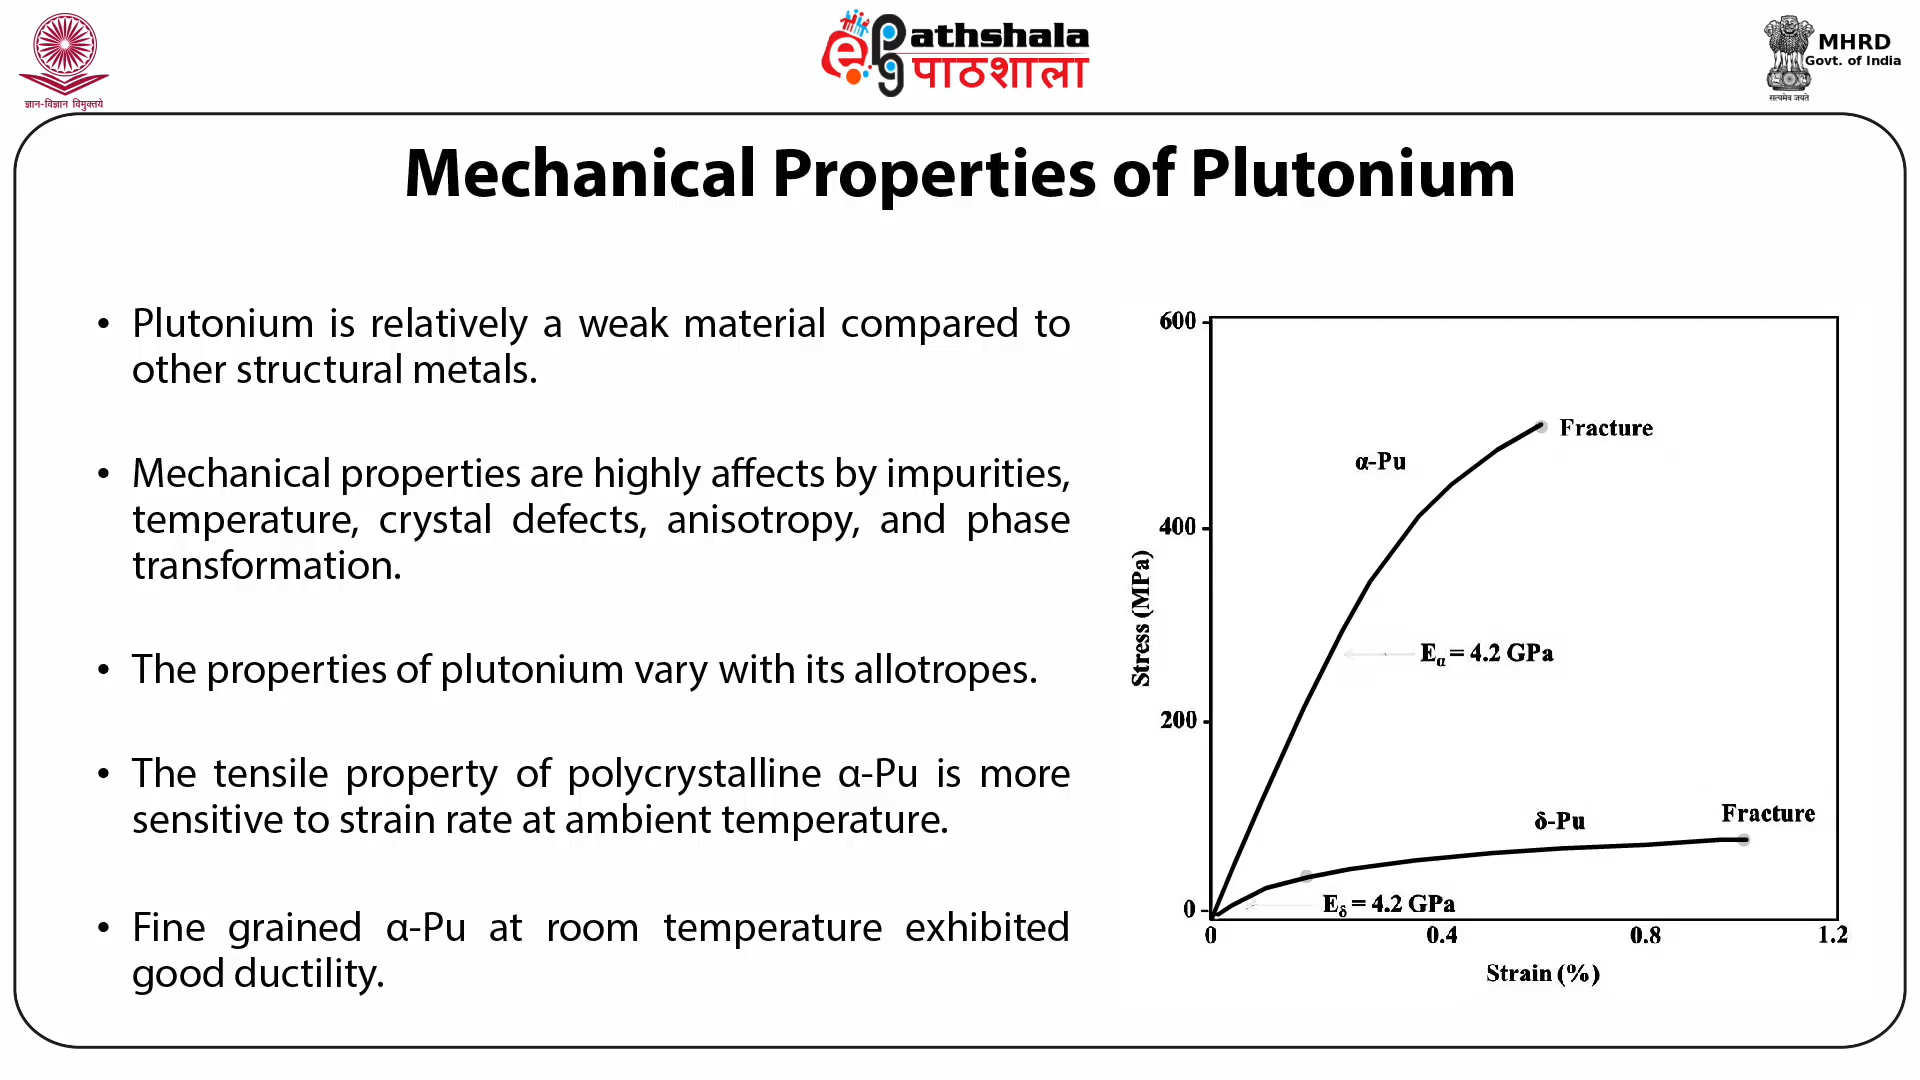 ज्ञान-विज्ञान विमुक्तये
ePGathshala
पाठशाला
सत्यमेव जयते
MHRD
Govt. of India
Mechanical Properties of Plutonium
• Plutonium is relatively a weak material compared to
other structural metals.
• Mechanical properties are highly affects by impurities,
temperature, crystal defects, anisotropy, and phase
transformation.
• The properties of plutonium vary with its allotropes.
• The tensile property of polycrystalline α-Pu is more
sensitive to strain rate at ambient temperature.
• Fine grained α-Pu at room temperature exhibited
good ductility.
600
400
200
0
Stress (MPa)
Fracture
α-Pu
Eα = 4.2 GPa
Fracture
δ-Pu
Eδ = 4.2 GPa
0 0.4 0.8 1.2
Strain (%)